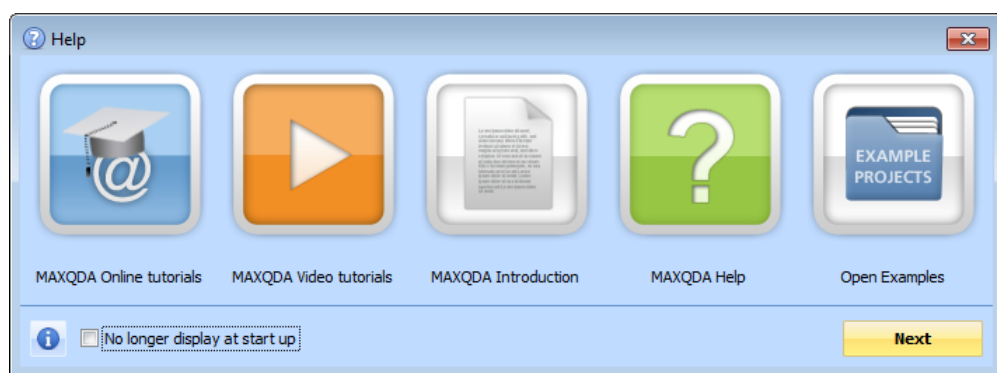 Help
EXAMPLE
PROJECTS
MAXQDA Online tutorials
MAXQDA Video tutorials
MAXQDA Introduction
MAXQDA Help
Open Examples
No longer display at start up
Next